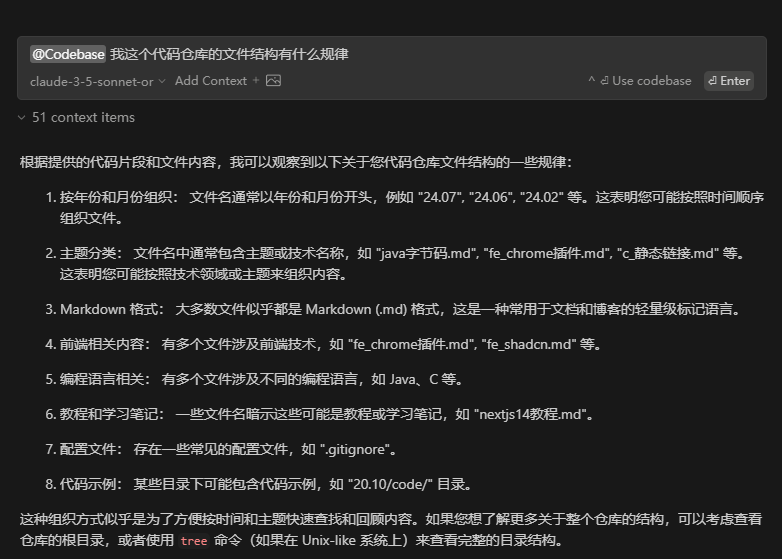 @Codebase 我这个代码仓库的文件结构有什么规律
claude-3-5-sonnet-or Add Context + ^ ⏎ Use codebase ⏎ Enter
51 context items
根据提供的代码片段和文件内容，我可以观察到以下关于您代码仓库文件结构的一些规律：
1. 按年份和月份组织： 文件名通常以年份和月份开头，例如 "24.07", "24.06", "24.02" 等。这表明您可能按照时间顺序
组织文件。
2. 主题分类： 文件名中通常包含主题或技术名称，如 "java字节码.md", "fe_chrome插件.md", "c_静态链接.md" 等。
这表明您可能按照技术领域或主题来组织内容。
3. Markdown 格式： 大多数文件似乎都是 Markdown (.md) 格式，这是一种常用于文档和博客的轻量级标记语言。
4. 前端相关内容： 有多个文件涉及前端技术，如 "fe_chrome插件.md", "fe_shadcn.md" 等。
5. 编程语言相关： 有多个文件涉及不同的编程语言，如 Java、C 等。
6. 教程和学习笔记： 一些文件名暗示这些可能是教程或学习笔记，如 "nextjs14教程.md"。
7. 配置文件： 存在一些常见的配置文件，如 ".gitignore"。
8. 代码示例： 某些目录下可能包含代码示例，如 "20.10/code/" 目录。
这种组织方式似乎是为了方便按时间和主题快速查找和回顾内容。如果您想了解更多关于整个仓库的结构，可以考虑查看
仓库的根目录，或者使用 tree 命令（如果在 Unix-like 系统上）来查看完整的目录结构。